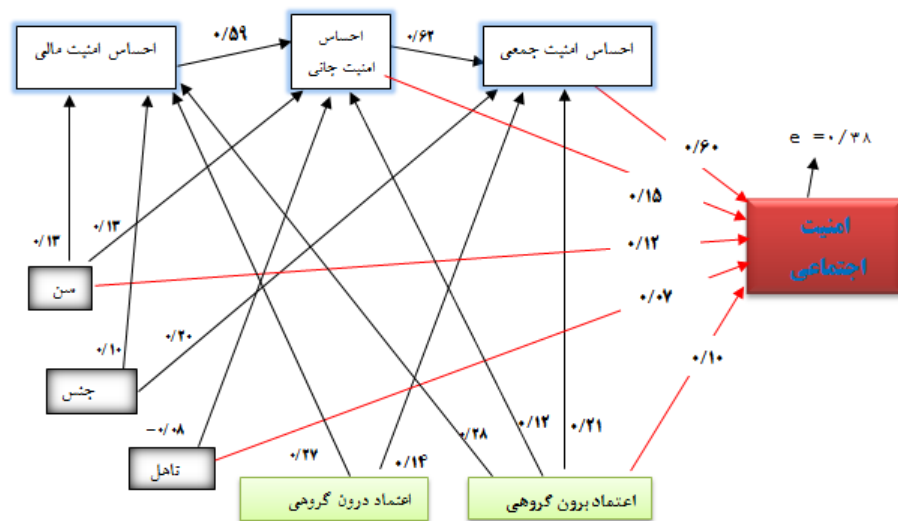 ۰/۵۹
احساس امنیت مالی
احساس
امنیت جانی
۰/۶۲
احساس امنیت جمعی
e =۰/۳۸
۰/۶۰
۰/۱۵
امنیت
اجتماعی
۰/۱۳
۰/۱۳
۰/۱۲
سن
۰/۰۷
۰/۱۰
۰/۲۰
۰/۱۰
جنس
-۰/۰۸
۰/۲۷
۰/۱۴
۰/۲۸
۰/۱۲
۰/۲۱
تاهل
اعتماد درون گروهی
اعتماد برون گروهی